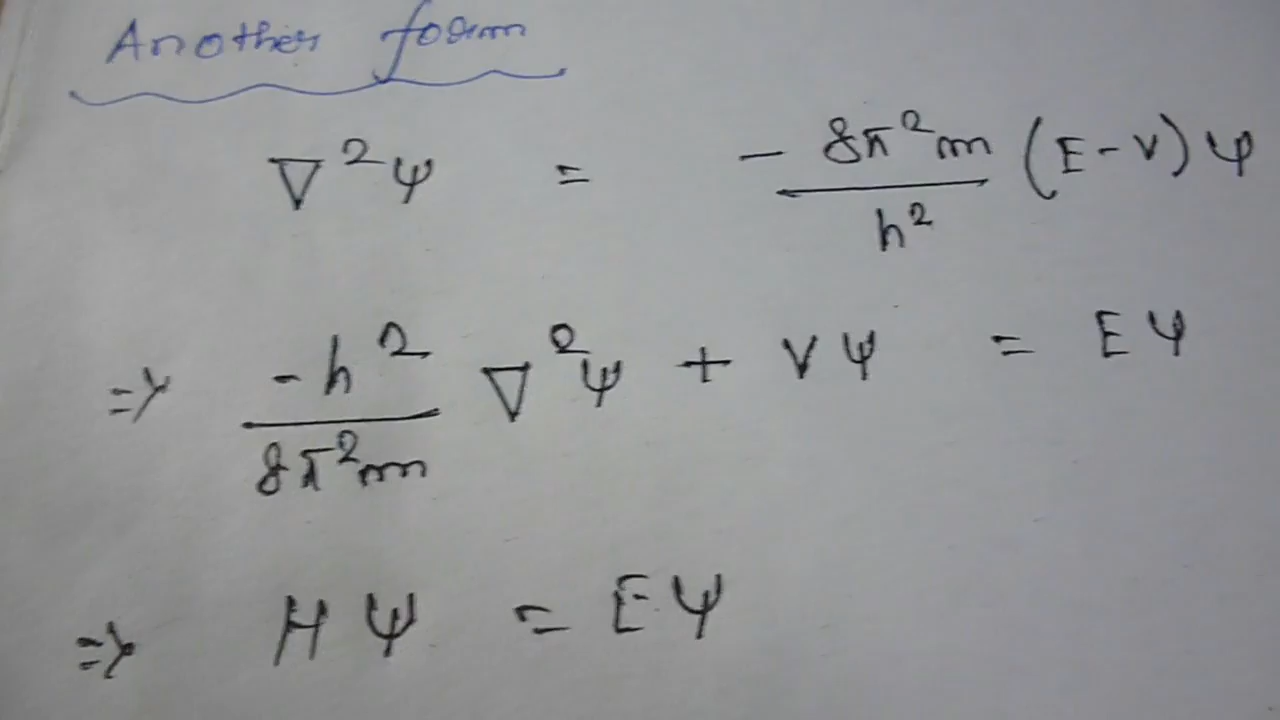 Another form
∇²ψ = - 8π²m/h² (E-V) ψ
=> -h²/8π²m ∇²ψ + Vψ = Eψ
=> Hψ = Eψ